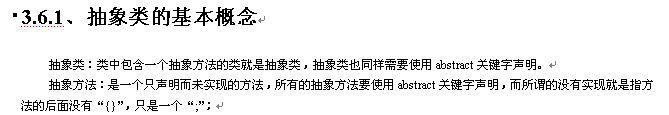 3.6.1、抽象类的基本概念
抽象类：类中包含一个抽象方法的类就是抽象类，抽象类也同样需要使用 abstract 关键字声明。
抽象方法：是一个只声明而未实现的方法，所有的抽象方法要使用 abstract 关键字声明，而所谓的没有实现就是指方
法的后面没有“{}”，只是一个“;”；